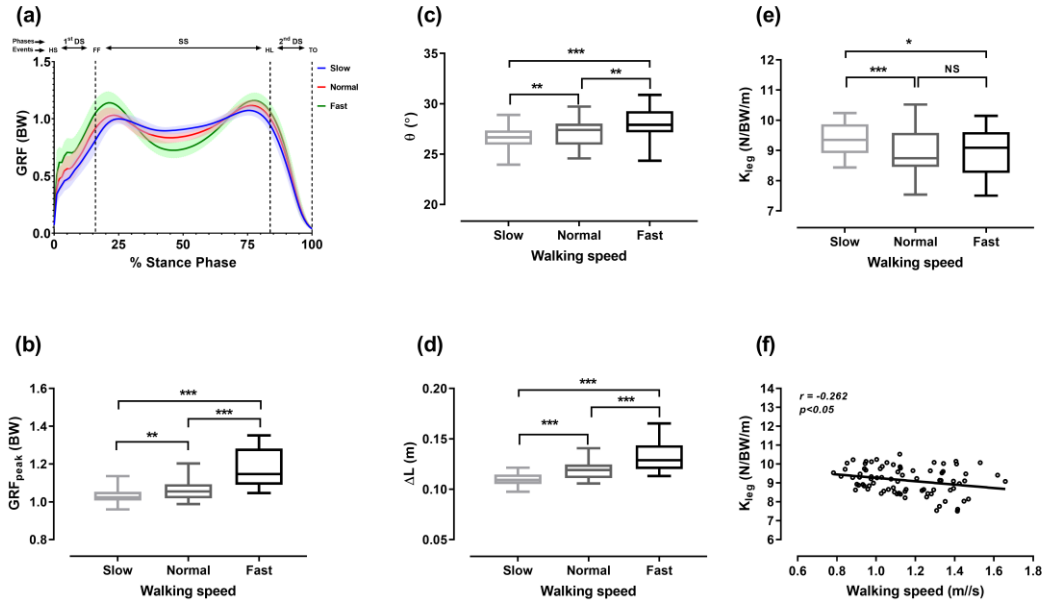 (a)
Phases
Events HS 1st DS FF SS HL 2nd DS TO
1.5
1.0
0.5
0.0
GRF (BW)
0 25 50 75 100
% Stance Phase
Slow
Normal
Fast
(c)
***
** **
35
30
25
20
θ (°)
Slow Normal Fast
Walking speed
(e)
*
*** NS
12
11
10
9
8
7
Kleg (N/BW/m)
Slow Normal Fast
Walking speed
(b)
***
***
**
1.6
1.4
1.2
1.0
0.8
GRFpeak (BW)
Slow Normal Fast
Walking speed
(d)
***
***
***
0.20
0.15
0.10
0.05
ΔL (m)
Slow Normal Fast
Walking speed
(f)
r = -0.262
p<0.05
14
13
12
11
10
9
8
7
6
Kleg (N/BW/m)
0.6 0.8 1.0 1.2 1.4 1.6 1.8
Walking speed (m//s)